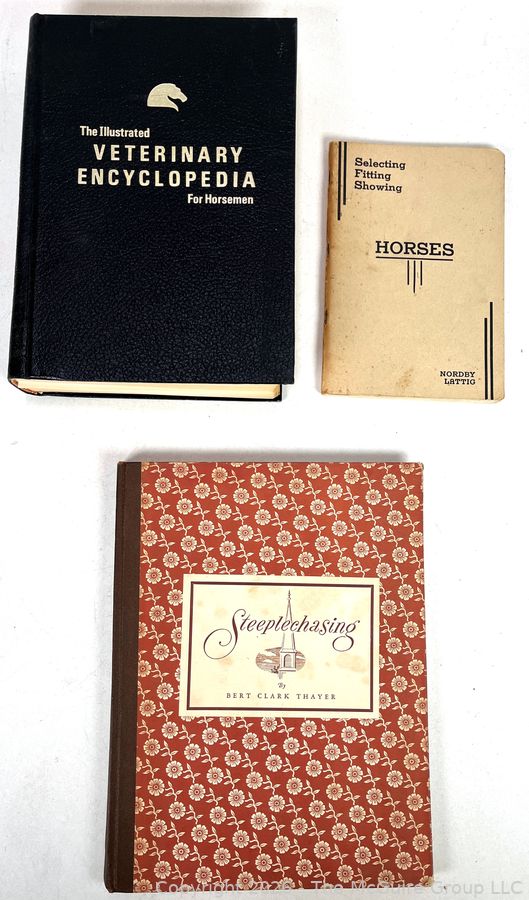 The Illustrated
VETERINARY
ENCYCLOPEDIA
For Horsemen
Selecting
Fitting
Showing
HORSES
NORDBY
LATTIG
Steeplechasing
By
BERT CLARK THAYER
Copyright The McGuire Group LLC